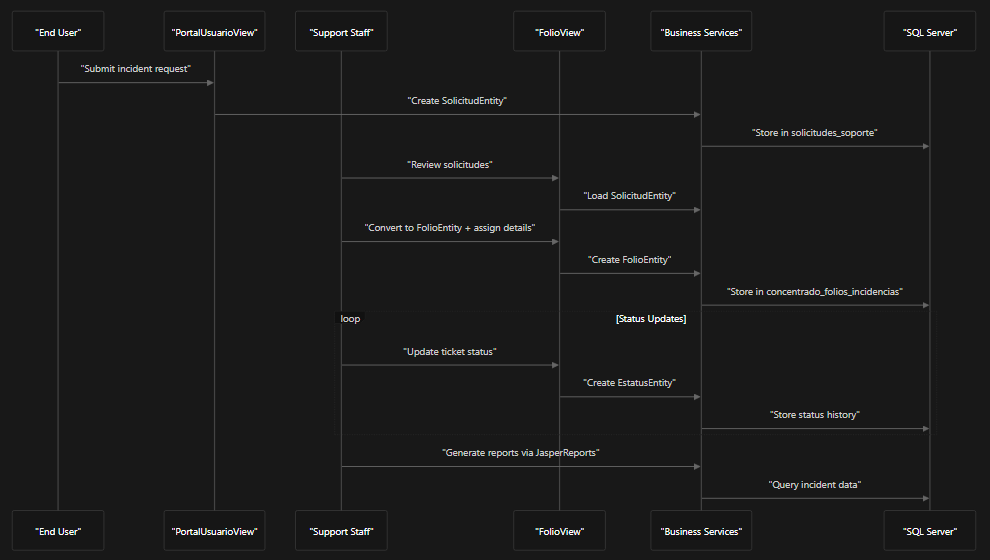 "End User"
"PortalUsuarioView"
"Support Staff"
"FolioView"
"Business Services"
"SQL Server"
"Submit incident request"
"Create SolicitudEntity"
"Store in solicitudes_soporte"
"Review solicitudes"
"Load SolicitudEntity"
"Convert to FolioEntity + assign details"
"Create FolioEntity"
"Store in concentrado_folios_incidencias"
loop
[Status Updates]
"Update ticket status"
"Create EstatusEntity"
"Store status history"
"Generate reports via JasperReports"
"Query incident data"
"End User"
"PortalUsuarioView"
"Support Staff"
"FolioView"
"Business Services"
"SQL Server"